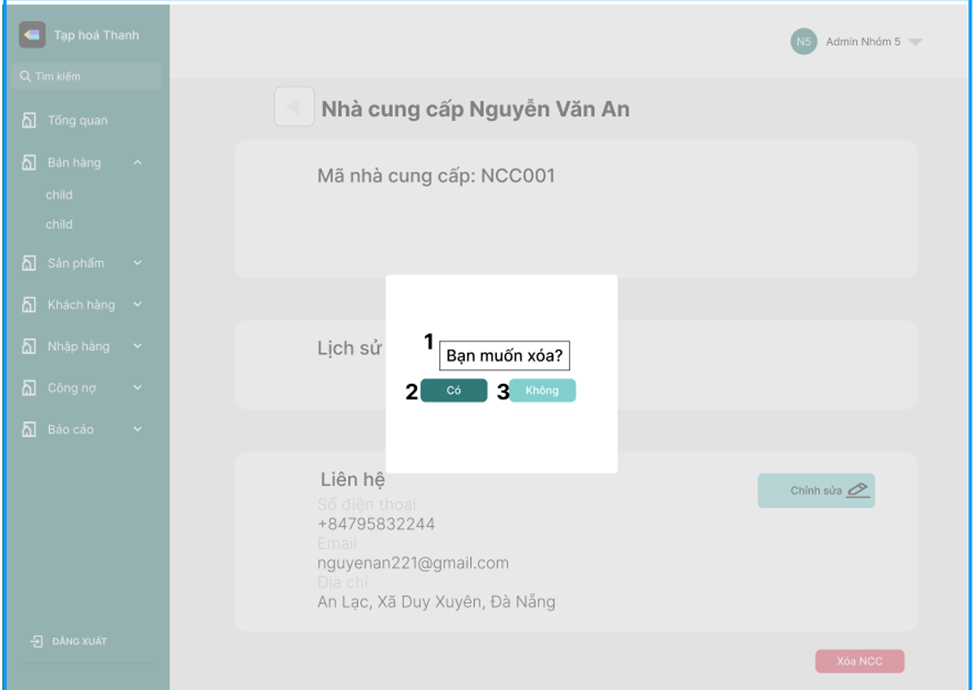 Tạp hoá Thanh
N5 Admin Nhóm 5
Tìm kiếm
Tổng quan
Bán hàng
child
child
Sản phẩm
Khách hàng
Nhập hàng
Công nợ
Báo cáo
ĐĂNG XUẤT
Nhà cung cấp Nguyễn Văn An
Mã nhà cung cấp: NCC001
Lịch sử
1
Bạn muốn xóa?
2 Có 3 Không
Liên hệ
Chỉnh sửa
Số điện thoại
+84795832244
Email
nguyenan221@gmail.com
Địa chỉ
An Lạc, Xã Duy Xuyên, Đà Nẵng
Xóa NCC